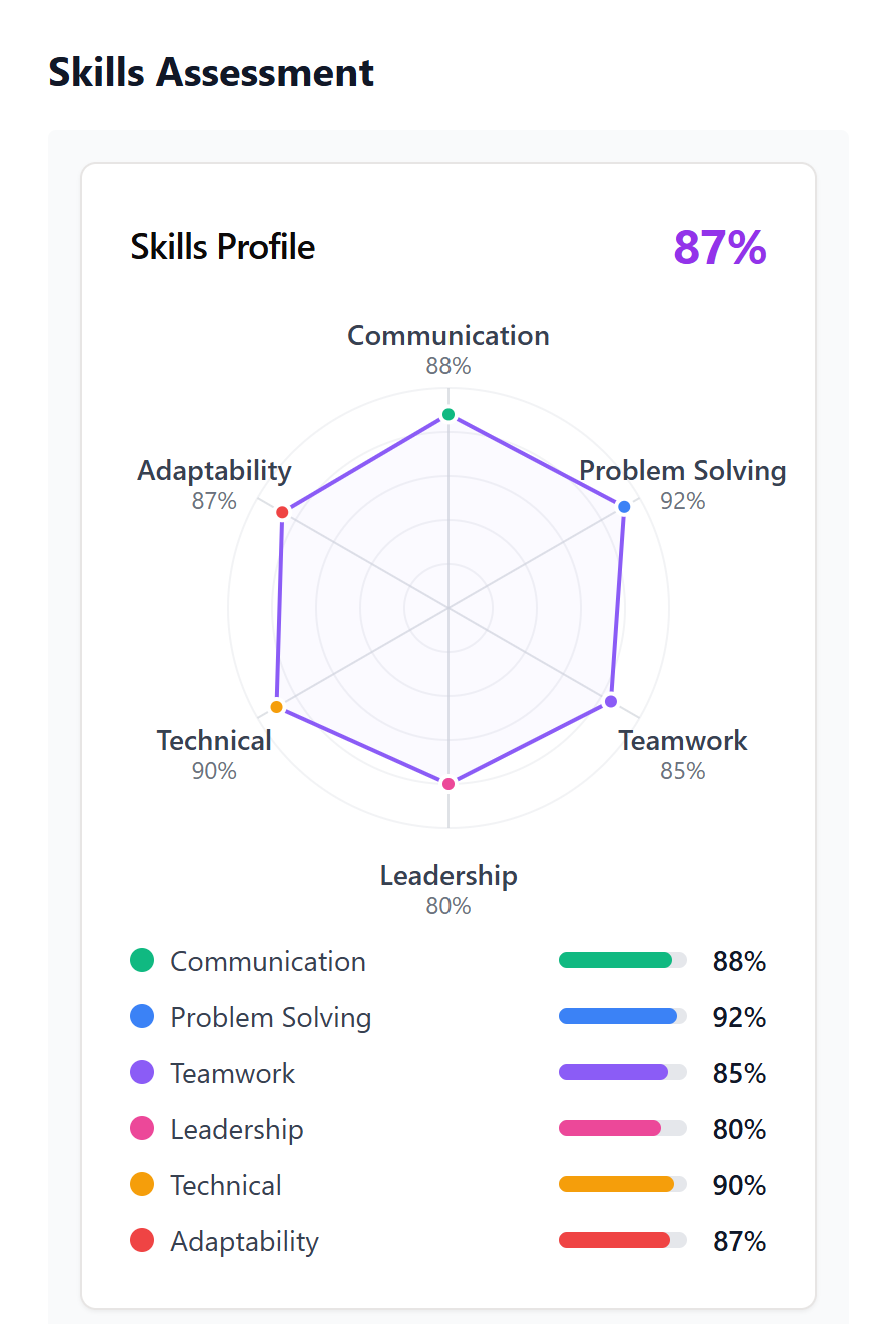 Skills Assessment
Skills Profile
87%
Communication
88%
Adaptability
87%
Problem Solving
92%
Technical
90%
Teamwork
85%
Leadership
80%
Communication 88%
Problem Solving 92%
Teamwork 85%
Leadership 80%
Technical 90%
Adaptability 87%